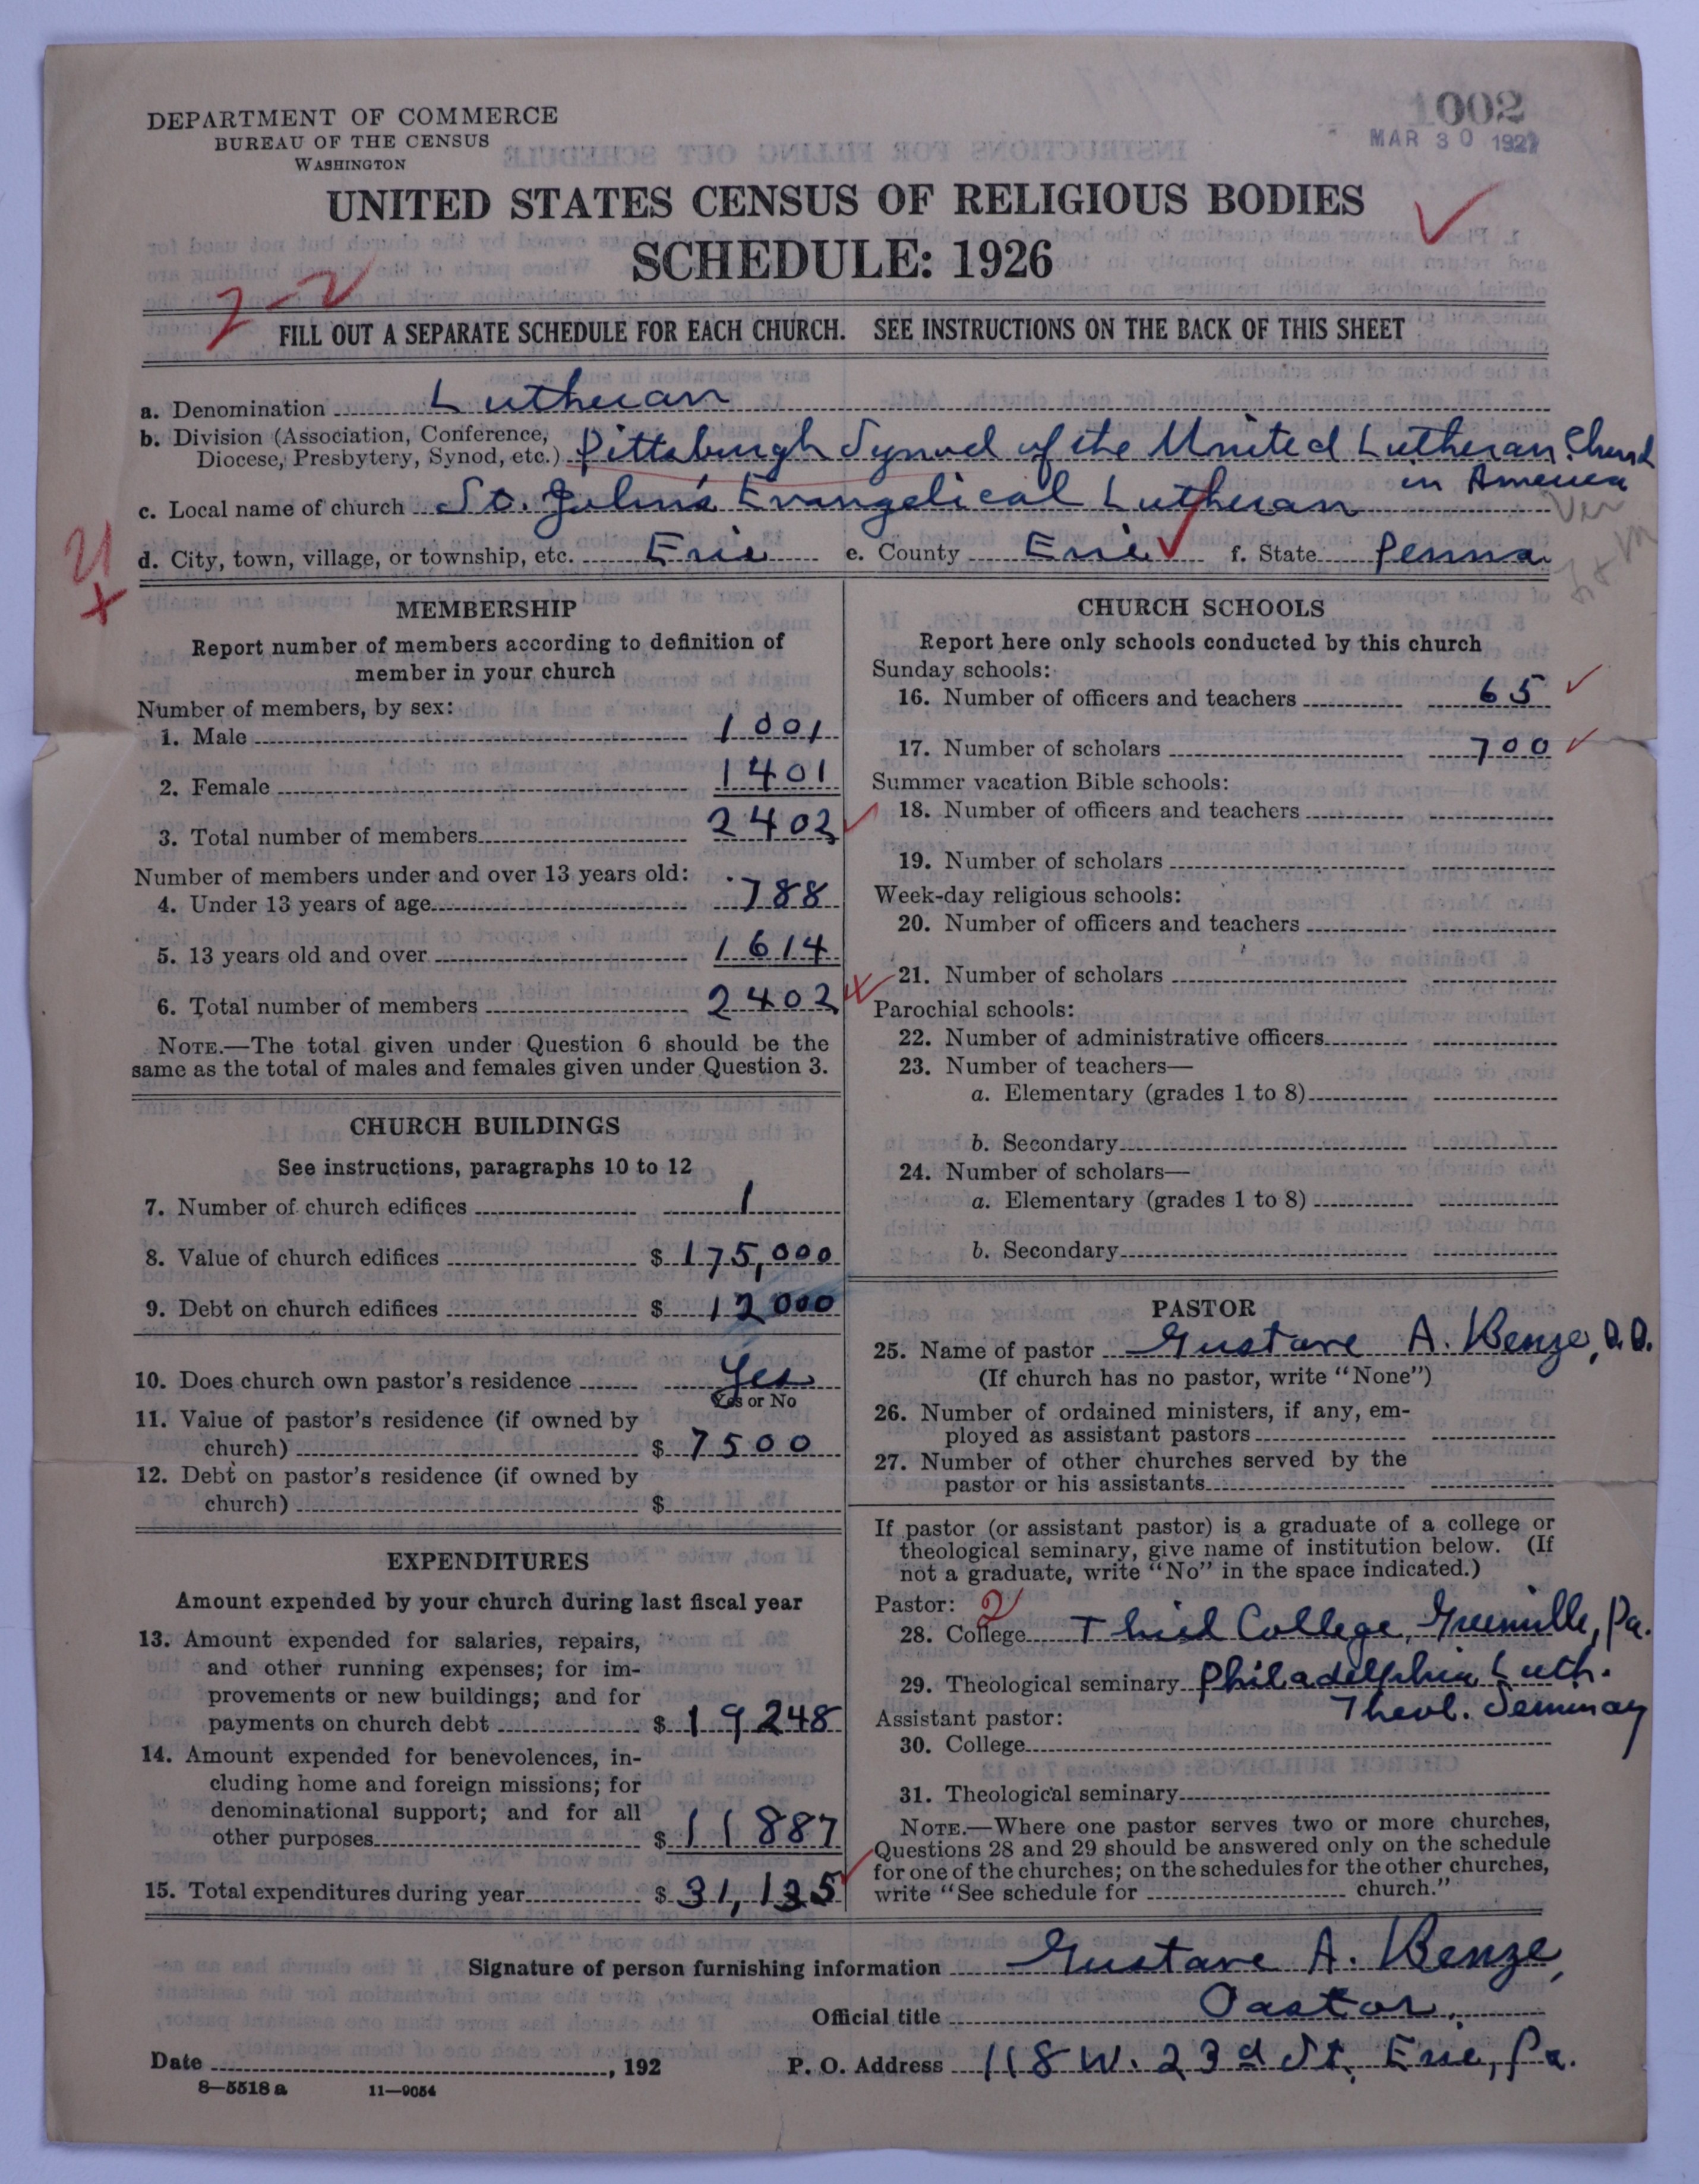 1002
MAR 30 1927
DEPARTMENT OF COMMERCE
BUREAU OF THE CENSUS
WASHINGTON
UNITED STATES CENSUS OF RELIGIOUS BODIES
SCHEDULE: 1926
FILL OUT A SEPARATE SCHEDULE FOR EACH CHURCH. SEE INSTRUCTIONS ON THE BACK OF THIS SHEET
a. Denomination Lutheran
b. Division (Association, Conference, Diocese, Presbytery, Synod, etc.) Pittsburgh Synod of the United Lutheran Church
in America
c. Local name of church St. John's Evangelical Lutheran
d. City, town, village, or township, etc. Erie e. County Erie f. State Penna.
MEMBERSHIP
Report number of members according to definition of
member in your church
Number of members, by sex:
1. Male 1001
2. Female 1401
3. Total number of members 2402
Number of members under and over 13 years old:
4. Under 13 years of age 788
5. 13 years old and over 1614
6. Total number of members 2402
NOTE.—The total given under Question 6 should be the
same as the total of males and females given under Question 3.
CHURCH BUILDINGS
See instructions, paragraphs 10 to 12
7. Number of church edifices 1
8. Value of church edifices $ 175,000
9. Debt on church edifices $ 12000
10. Does church own pastor's residence Yes
Yes or No
11. Value of pastor's residence (if owned by
church) $ 7500
12. Debt on pastor's residence (if owned by
church) $
EXPENDITURES
Amount expended by your church during last fiscal year
13. Amount expended for salaries, repairs,
and other running expenses; for im-
provements or new buildings; and for
payments on church debt $ 19248
14. Amount expended for benevolences, in-
cluding home and foreign missions; for
denominational support; and for all
other purposes $ 11887
15. Total expenditures during year $ 31,135
CHURCH SCHOOLS
Report here only schools conducted by this church
Sunday schools:
16. Number of officers and teachers 65
17. Number of scholars 700
Summer vacation Bible schools:
18. Number of officers and teachers
19. Number of scholars
Week-day religious schools:
20. Number of officers and teachers
21. Number of scholars
Parochial schools:
22. Number of administrative officers
23. Number of teachers—
a. Elementary (grades 1 to 8)
b. Secondary
24. Number of scholars—
a. Elementary (grades 1 to 8)
b. Secondary
PASTOR
25. Name of pastor Gustave A. Benze, D.D.
(If church has no pastor, write "None")
26. Number of ordained ministers, if any, em-
ployed as assistant pastors
27. Number of other churches served by the
pastor or his assistants
If pastor (or assistant pastor) is a graduate of a college or
theological seminary, give name of institution below. (If
not a graduate, write "No" in the space indicated.)
Pastor: 2
28. College Thiel College, Greenville, Pa.
29. Theological seminary Philadelphia Luth.
Theol. Seminary
Assistant pastor:
30. College
31. Theological seminary
NOTE.—Where one pastor serves two or more churches,
Questions 28 and 29 should be answered only on the schedule
for one of the churches; on the schedules for the other churches,
write "See schedule for church."
Signature of person furnishing information Gustave A. Benze,
Official title Pastor.
Date , 192 P. O. Address 118 W. 23d St, Erie, Pa.
8—5518 a 11—9054